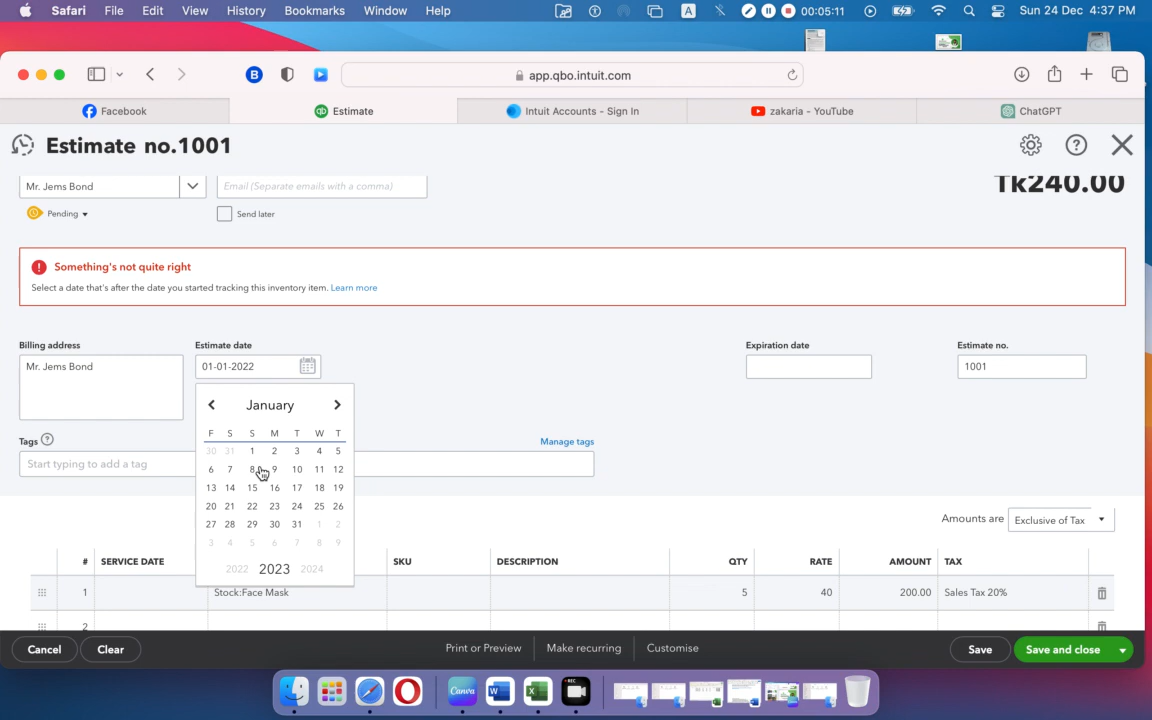 Safari File Edit View History Bookmarks Window Help A 00:05:11 Sun 24 Dec 4:37 PM
B app.qbo.intuit.com
Facebook Estimate Intuit Accounts - Sign In zakaria - YouTube ChatGPT
Estimate no.1001
Mr. Jems Bond Email (Separate emails with a comma) Tk240.00
Pending Send later
Something's not quite right
Select a date that's after the date you started tracking this inventory item. Learn more
Billing address Estimate date Expiration date Estimate no.
Mr. Jems Bond 01-01-2022 1001
January
F S S M T W T
Tags Manage tags
30 31 1 2 3 4 5
Start typing to add a tag
6 7 8 9 10 11 12
13 14 15 16 17 18 19
20 21 22 23 24 25 26
27 28 29 30 31 1 2
3 4 5 6 7 8 9
2022 2023 2024
Amounts are Exclusive of Tax
# SERVICE DATE SKU DESCRIPTION QTY RATE AMOUNT TAX
1 Stock:Face Mask 5 40 200.00 Sales Tax 20%
2
Cancel Clear Print or Preview Make recurring Customise Save Save and close
Canva REC